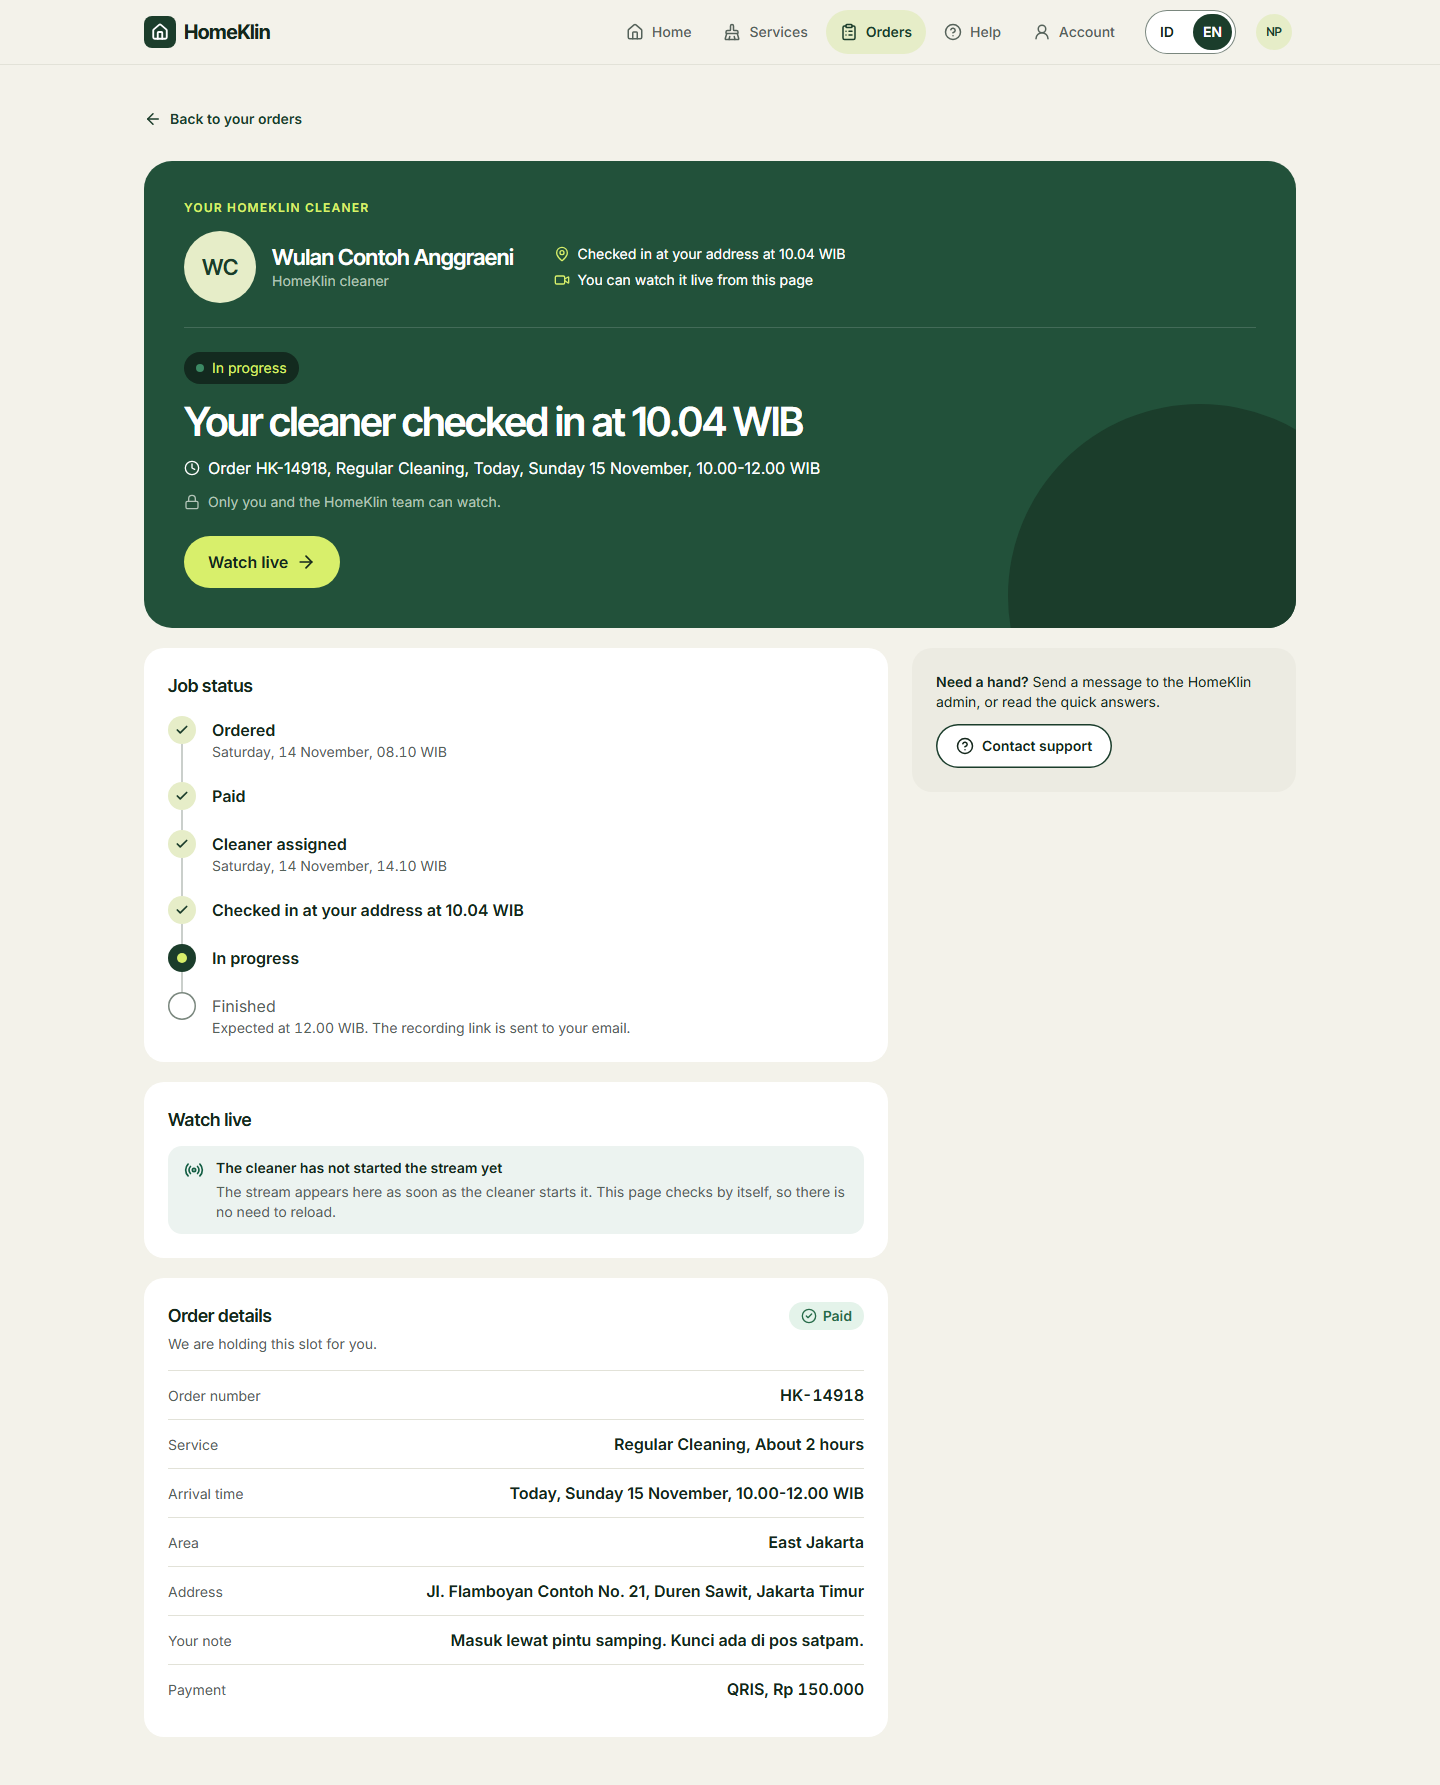 HomeKlin
Home
Services
Orders
Help
Account
ID
EN
NP
Back to your orders
YOUR HOMEKLIN CLEANER
WC
Wulan Contoh Anggraeni
HomeKlin cleaner
Checked in at your address at 10.04 WIB
You can watch it live from this page
In progress
Your cleaner checked in at 10.04 WIB
Order HK-14918, Regular Cleaning, Today, Sunday 15 November, 10.00-12.00 WIB
Only you and the HomeKlin team can watch.
Watch live
Job status
Ordered
Saturday, 14 November, 08.10 WIB
Paid
Cleaner assigned
Saturday, 14 November, 14.10 WIB
Checked in at your address at 10.04 WIB
In progress
Finished
Expected at 12.00 WIB. The recording link is sent to your email.
Need a hand? Send a message to the HomeKlin
admin, or read the quick answers.
Contact support
Watch live
The cleaner has not started the stream yet
The stream appears here as soon as the cleaner starts it. This page checks by itself, so there is
no need to reload.
Order details
Paid
We are holding this slot for you.
Order number
HK-14918
Service
Regular Cleaning, About 2 hours
Arrival time
Today, Sunday 15 November, 10.00-12.00 WIB
Area
East Jakarta
Address
Jl. Flamboyan Contoh No. 21, Duren Sawit, Jakarta Timur
Your note
Masuk lewat pintu samping. Kunci ada di pos satpam.
Payment
QRIS, Rp 150.000